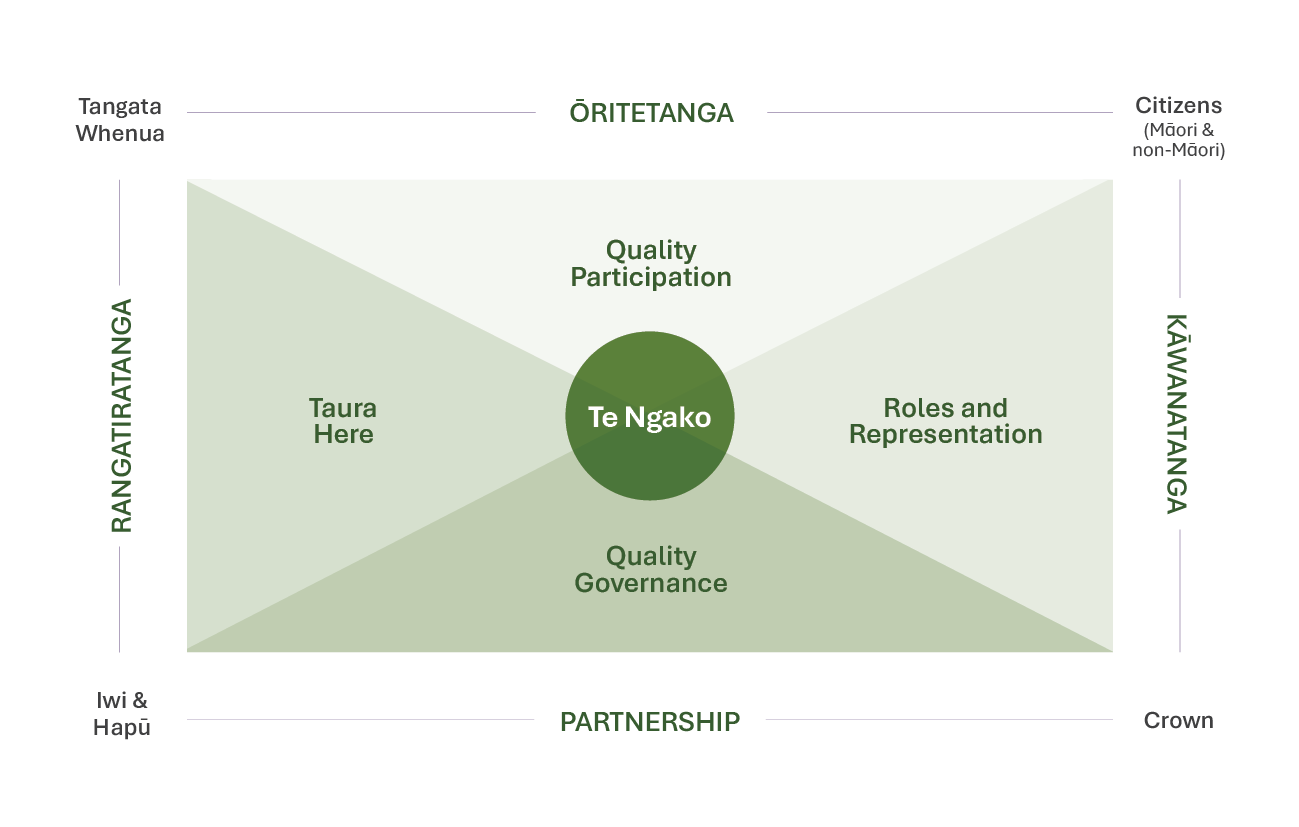 Tangata
Whenua
ŌRITETANGA
Citizens
(Māori &
non-Māori)
Quality
Participation
RANGATIRATANGA
Taura
Here
Te Ngako
Roles and
Representation
KĀWANATANGA
Quality
Governance
Iwi &
Hapū
PARTNERSHIP
Crown